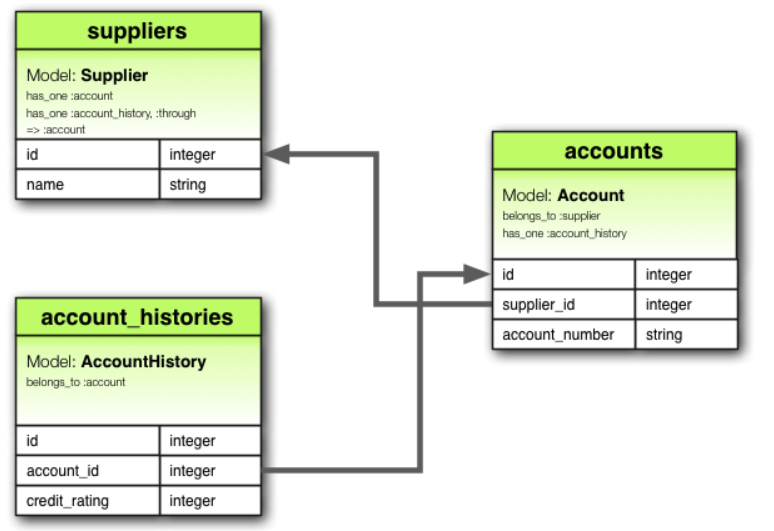 suppliers
Model: Supplier
has_one :account
has_one :account_history, :through
=> :account
id integer
name string
accounts
Model: Account
belongs_to :supplier
has_one :account_history
id integer
supplier_id integer
account_number string
account_histories
Model: AccountHistory
belongs_to :account
id integer
account_id integer
credit_rating integer